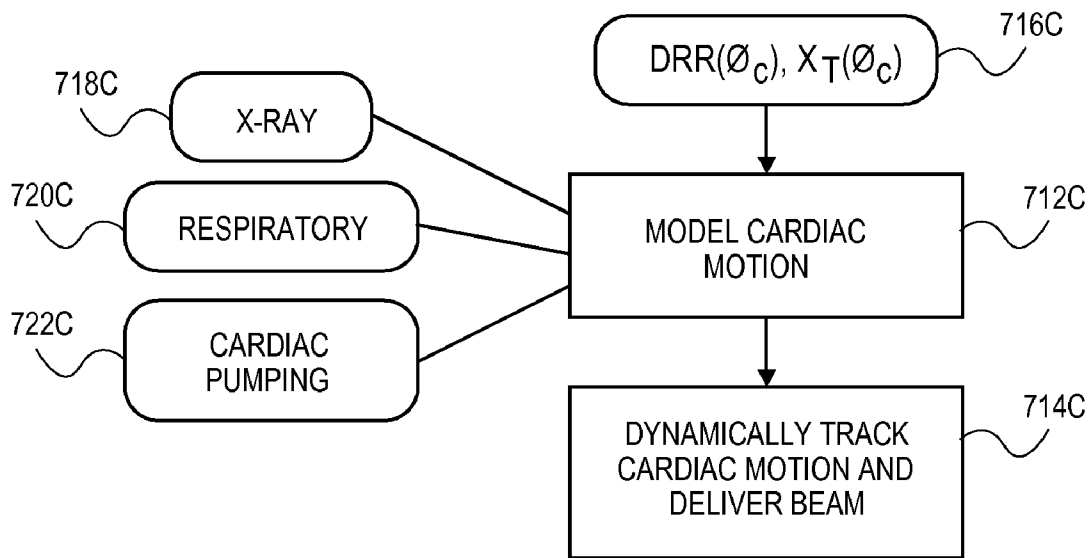 716C
DRR(Ø_c), X_T(Ø_c)
718C
X-RAY
720C
RESPIRATORY
MODEL CARDIAC
MOTION
712C
722C
CARDIAC
PUMPING
714C
DYNAMICALLY TRACK
CARDIAC MOTION AND
DELIVER BEAM